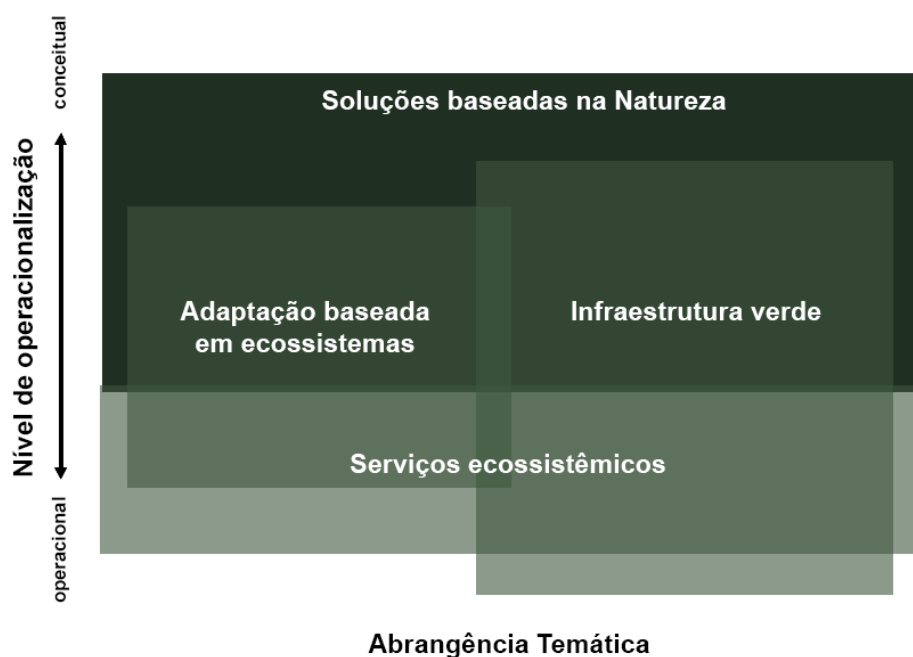 conceitual
Nível de operacionalização
operacional
Soluções baseadas na Natureza
Adaptação baseada
em ecossistemas
Infraestrutura verde
Serviços ecossistêmicos
Abrangência Temática